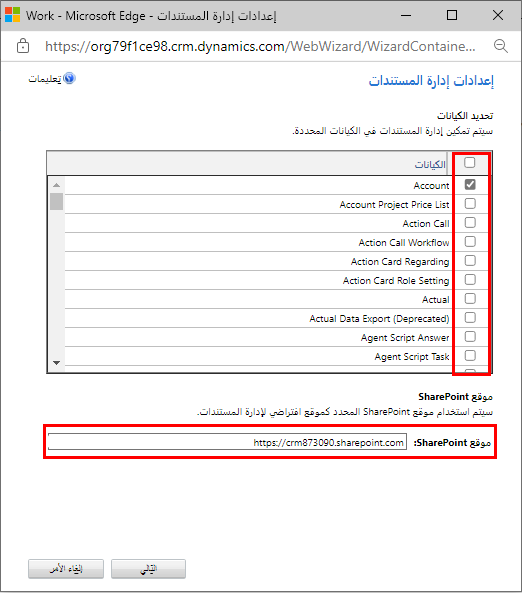 إعدادات إدارة المستندات - Work - Microsoft Edge
https://org79f1ce98.crm.dynamics.com/WebWizard/WizardContaine...
إعدادات إدارة المستندات
تعليمات
تحديد الكيانات
سيتم تمكين إدارة المستندات في الكيانات المحددة.
الكيانات
Account
Account Project Price List
Action Call
Action Call Workflow
Action Card Regarding
Action Card Role Setting
Actual
Actual Data Export (Deprecated)
Agent Script Answer
Agent Script Task
موقع SharePoint
سيتم استخدام موقع SharePoint المحدد كموقع افتراضي لإدارة المستندات.
موقع SharePoint: https://crm873090.sharepoint.com
التالي
إلغاء الأمر